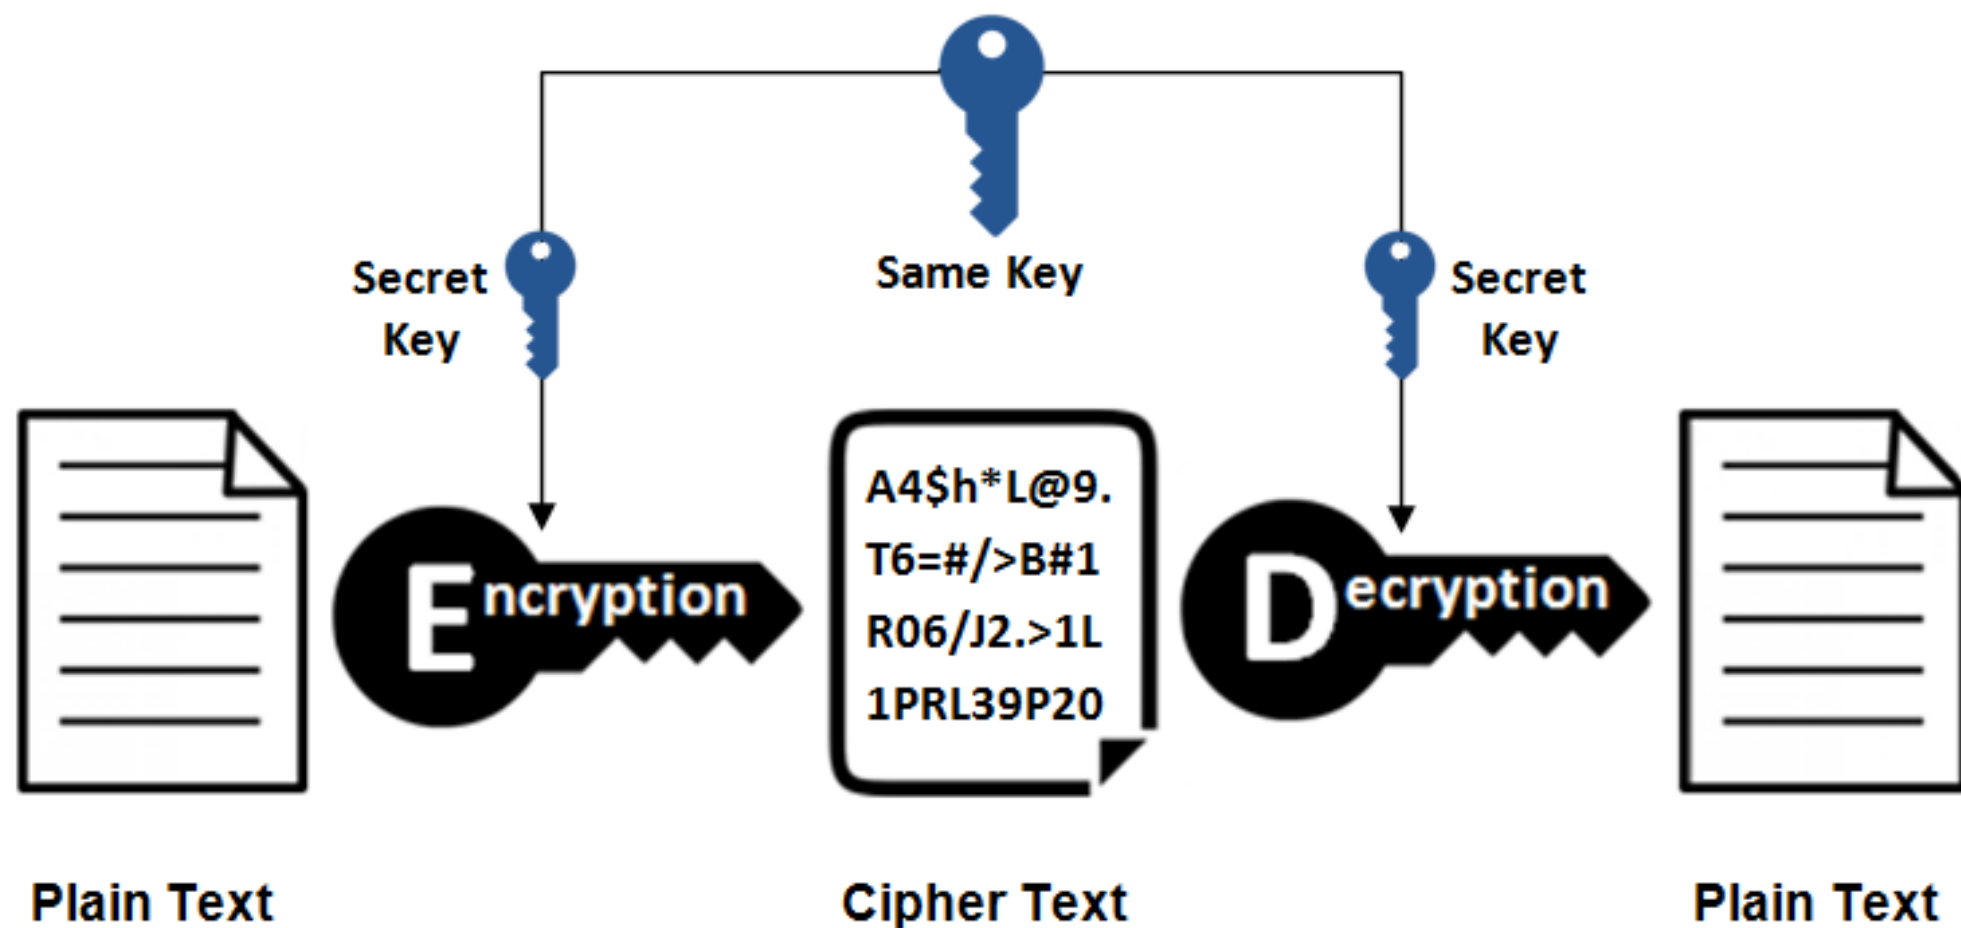 Same Key
Secret
Key
Secret
Key
Encryption
A4$h*L@9.
T6=#/>B#1
R06/J2.>1L
1PRL39P20
Decryption
Plain Text
Cipher Text
Plain Text